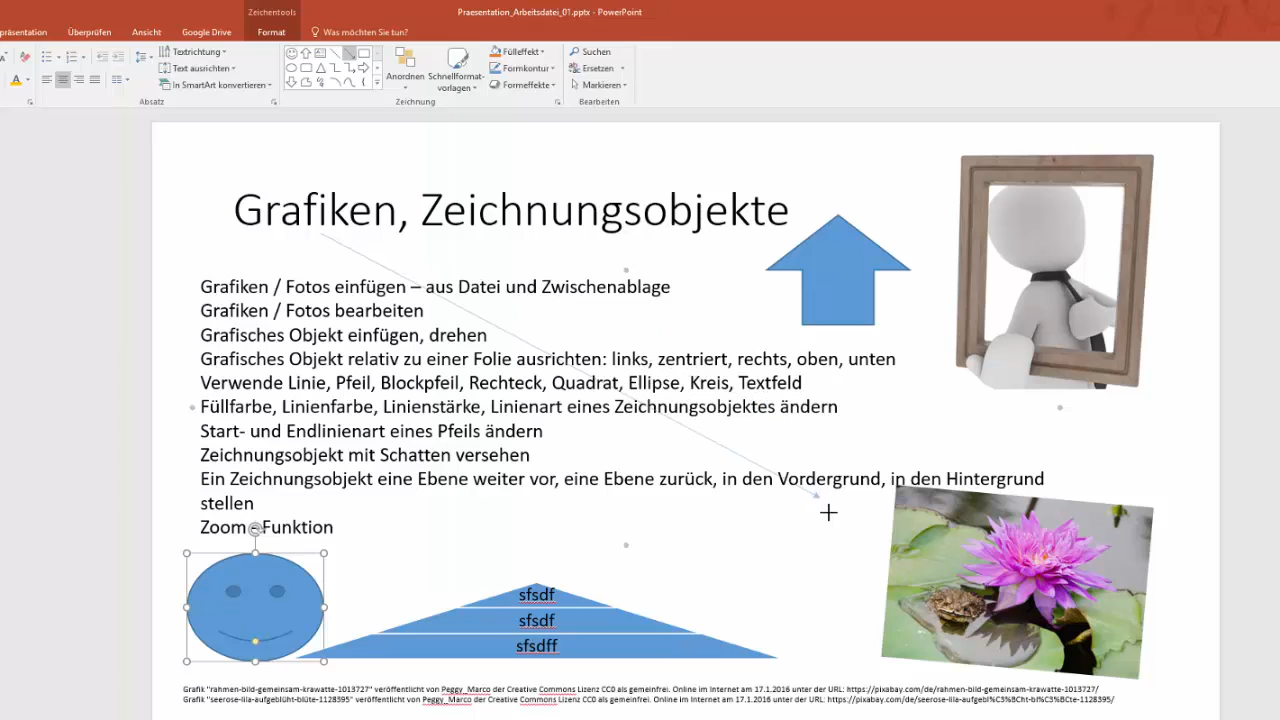 Zeichentools
Praesentation_Arbeitsdatei_01.pptx - PowerPoint
präsentation Überprüfen Ansicht Google Drive Format Was möchten Sie tun?
Textrichtung
Text ausrichten
In SmartArt konvertieren
Absatz
Anordnen
Schnellformat-
vorlagen
Zeichnung
Fülleffekt
Formkontur
Formeffekte
Suchen
Ersetzen
Markieren
Bearbeiten
Grafiken, Zeichnungsobjekte
Grafiken / Fotos einfügen – aus Datei und Zwischenablage
Grafiken / Fotos bearbeiten
Grafisches Objekt einfügen, drehen
Grafisches Objekt relativ zu einer Folie ausrichten: links, zentriert, rechts, oben, unten
Verwende Linie, Pfeil, Blockpfeil, Rechteck, Quadrat, Ellipse, Kreis, Textfeld
Füllfarbe, Linienfarbe, Linienstärke, Linienart eines Zeichnungsobjektes ändern
Start- und Endlinienart eines Pfeils ändern
Zeichnungsobjekt mit Schatten versehen
Ein Zeichnungsobjekt eine Ebene weiter vor, eine Ebene zurück, in den Vordergrund, in den Hintergrund
stellen
Zoom - Funktion
sfsdf
sfsdf
sfsdff
Grafik "rahmen-bild-gemeinsam-krawatte-1013727" veröffentlicht von Peggy_Marco der Creative Commons Lizenz CC0 als gemeinfrei. Online im Internet am 17.1.2016 unter der URL: https://pixabay.com/de/rahmen-bild-gemeinsam-krawatte-1013727/
Grafik "seerose-lila-aufgeblüht-blüte-1128395" veröffentlicht von Peggy_Marco der Creative Commons Lizenz CC0 als gemeinfrei. Online im Internet am 17.1.2016 unter der URL: https://pixabay.com/de/seerose-lila-aufgebl%C3%BCht-bl%C3%BCte-1128395/